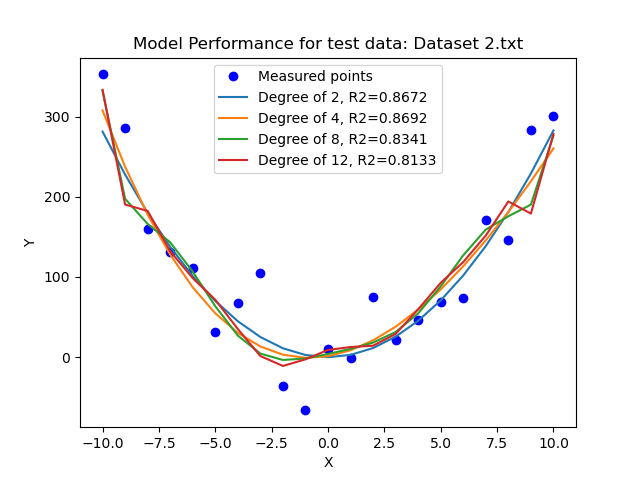 Model Performance for test data: Dataset 2.txt
Measured points
Degree of 2, R2=0.8672
Degree of 4, R2=0.8692
Degree of 8, R2=0.8341
Degree of 12, R2=0.8133
300
200
100
0
Y
−10.0 −7.5 −5.0 −2.5 0.0 2.5 5.0 7.5 10.0
X